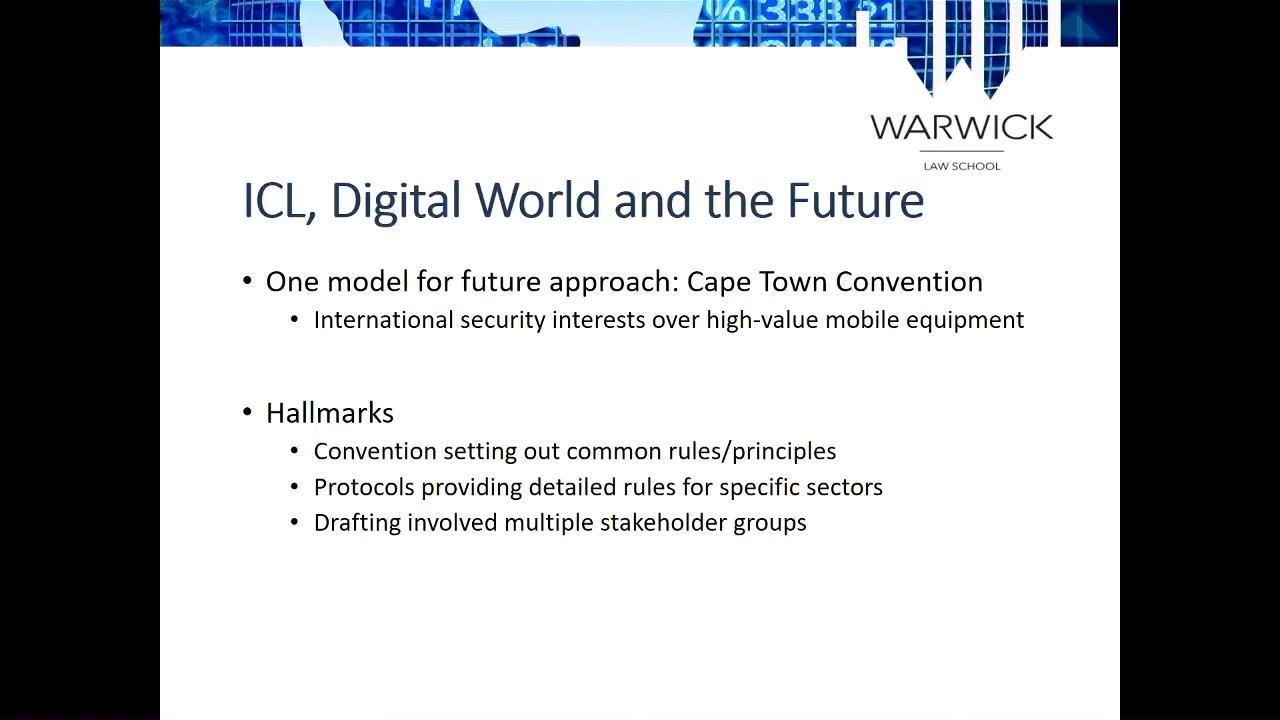 % 338.21
WARWICK
LAW SCHOOL
ICL, Digital World and the Future
• One model for future approach: Cape Town Convention
• International security interests over high-value mobile equipment
• Hallmarks
• Convention setting out common rules/principles
• Protocols providing detailed rules for specific sectors
• Drafting involved multiple stakeholder groups